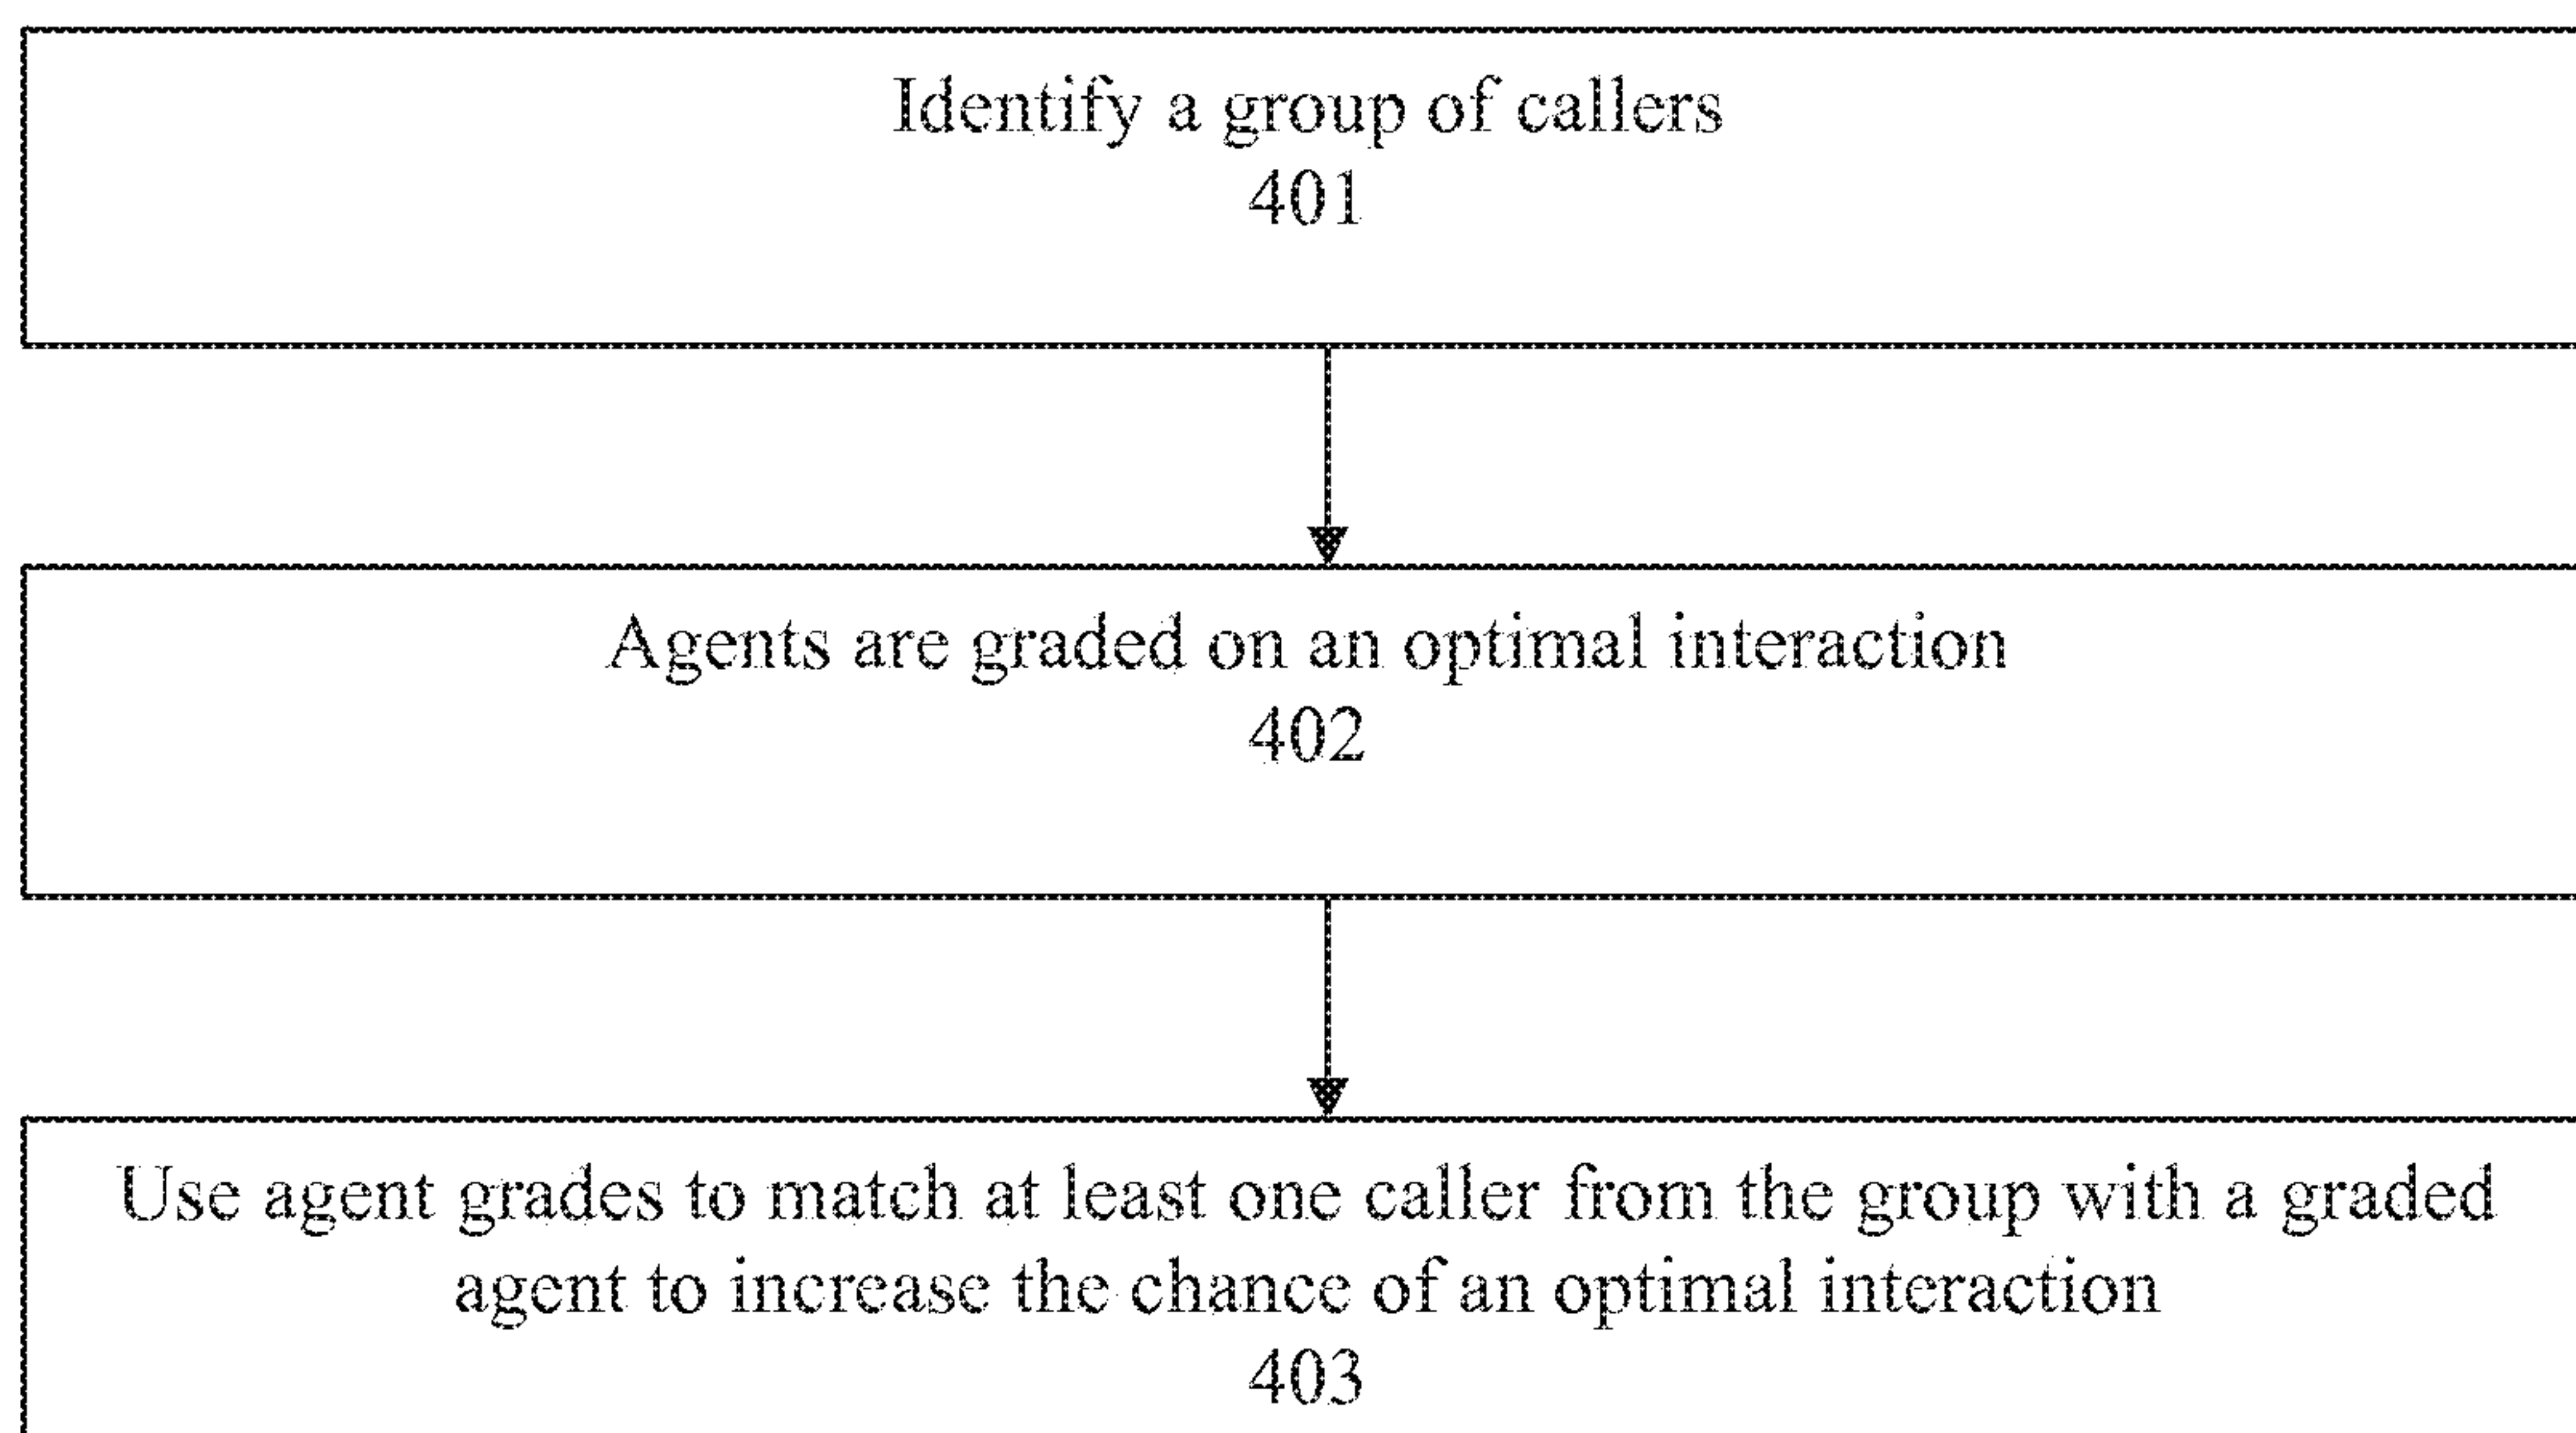 Identify a group of callers
401
Agents are graded on an optimal interaction
402
Use agent grades to match at least one caller from the group with a graded
agent to increase the chance of an optimal interaction
403